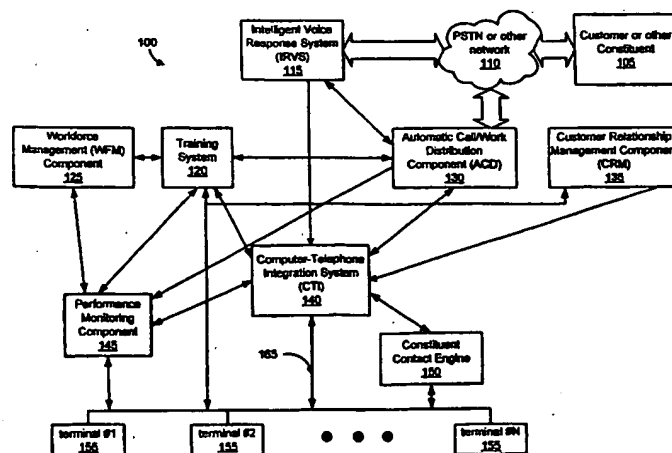 100
Intelligent Voice
Response System
(IRVS)
115
PSTN or other
network
110
Customer or other
Constituent
105
Workforce
Management (WFM)
Component
125
Training
System
120
Automatic Call/Work
Distribution
Component (ACD)
130
Customer Relationship
Management Component
(CRM)
135
Computer-Telephone
Integration System
(CTI)
140
Performance
Monitoring
Component
145
165
Constituent
Contact Engine
150
terminal #1
155
terminal #2
155
terminal #N
155